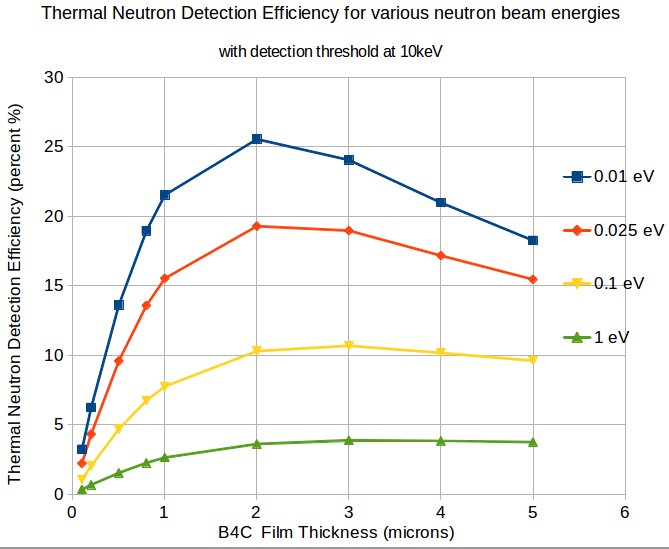 Thermal Neutron Detection Efficiency for various neutron beam energies
with detection threshold at 10keV
Thermal Neutron Detection Efficiency (percent %)
30
25
20
15
10
5
0
0 1 2 3 4 5 6
B4C Film Thickness (microns)
0.01 eV
0.025 eV
0.1 eV
1 eV